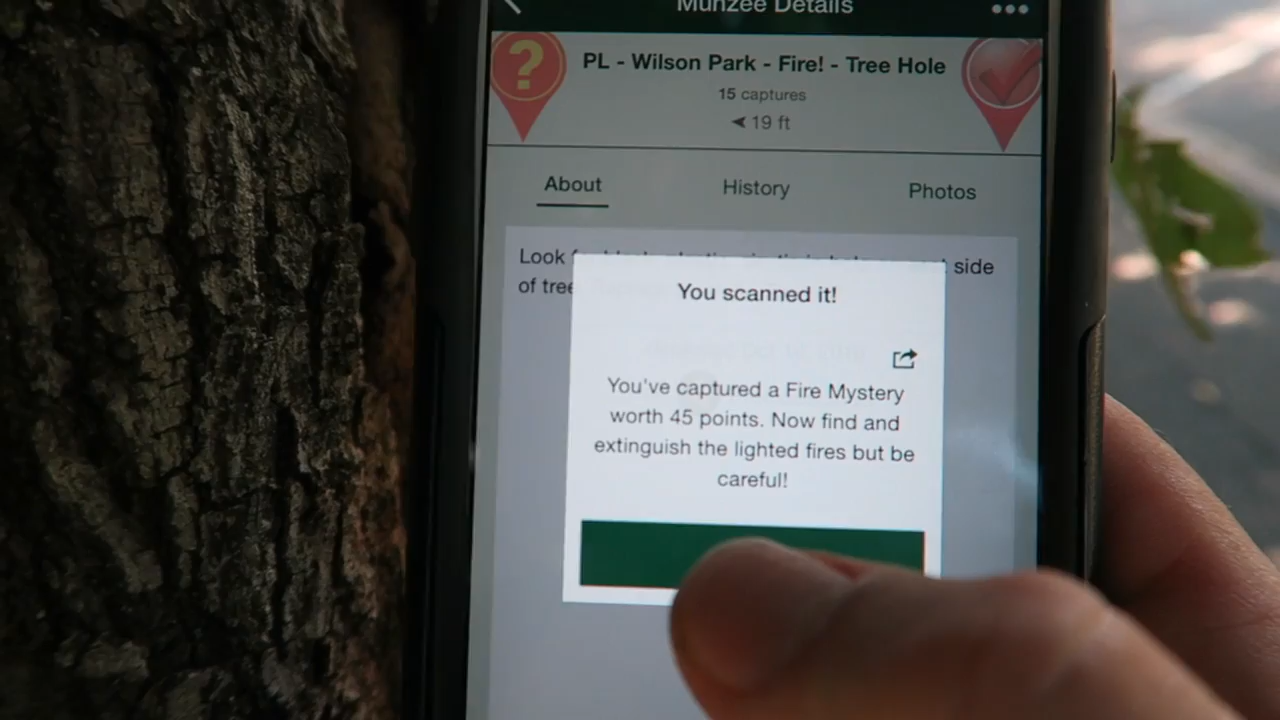 Munzee Details
?
PL - Wilson Park - Fire! - Tree Hole
15 captures
19 ft
About History Photos
Look side
of tree
You scanned it!
You've captured a Fire Mystery
worth 45 points. Now find and
extinguish the lighted fires but be
careful!